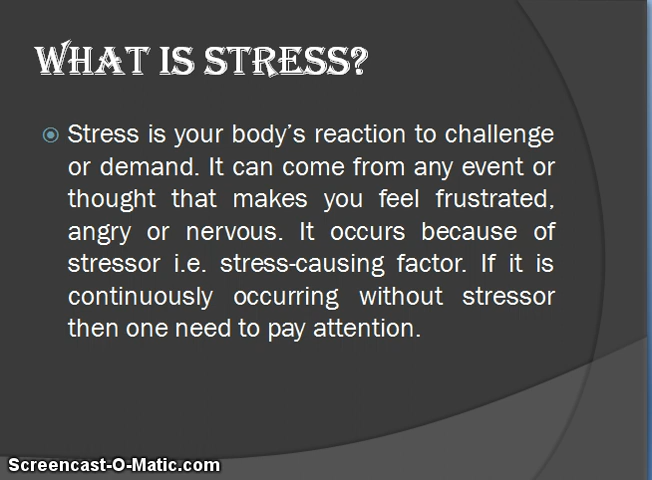 WHAT IS STRESS?
Stress is your body's reaction to challenge
or demand. It can come from any event or
thought that makes you feel frustrated,
angry or nervous. It occurs because of
stressor i.e. stress-causing factor. If it is
continuously occurring without stressor
then one need to pay attention.
Screencast-O-Matic.com